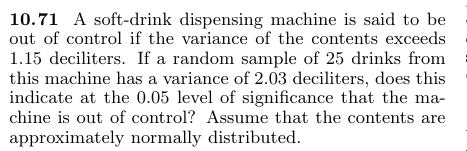 10.71 A soft-drink dispensing machine is said to be
out of control if the variance of the contents exceeds
1.15 deciliters. If a random sample of 25 drinks from
this machine has a variance of 2.03 deciliters, does this
indicate at the 0.05 level of significance that the ma-
chine is out of control? Assume that the contents are
approximately normally distributed.